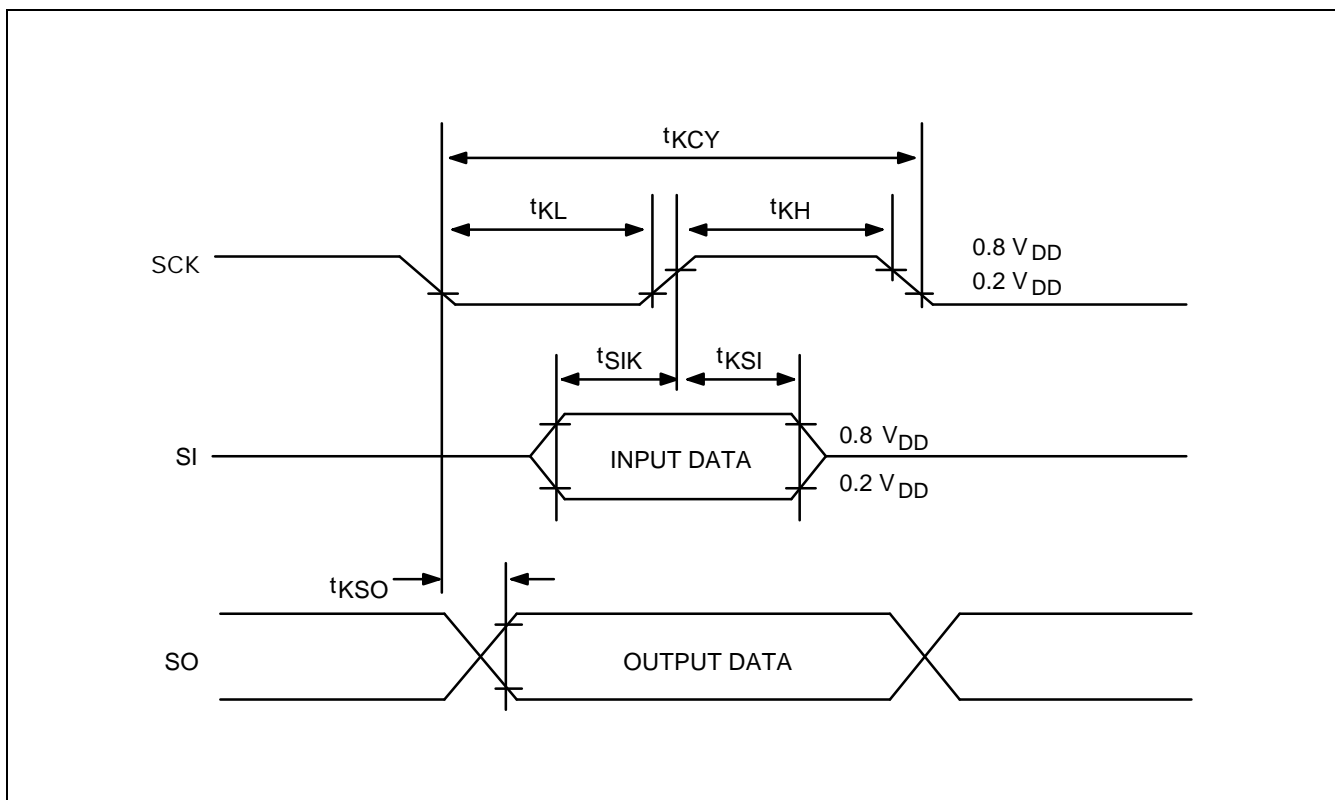 tKCY
tKL
tKH
SCK
0.8 VDD
0.2 VDD
tSIK
tKSI
SI
INPUT DATA
0.8 VDD
0.2 VDD
tKSO
SO
OUTPUT DATA